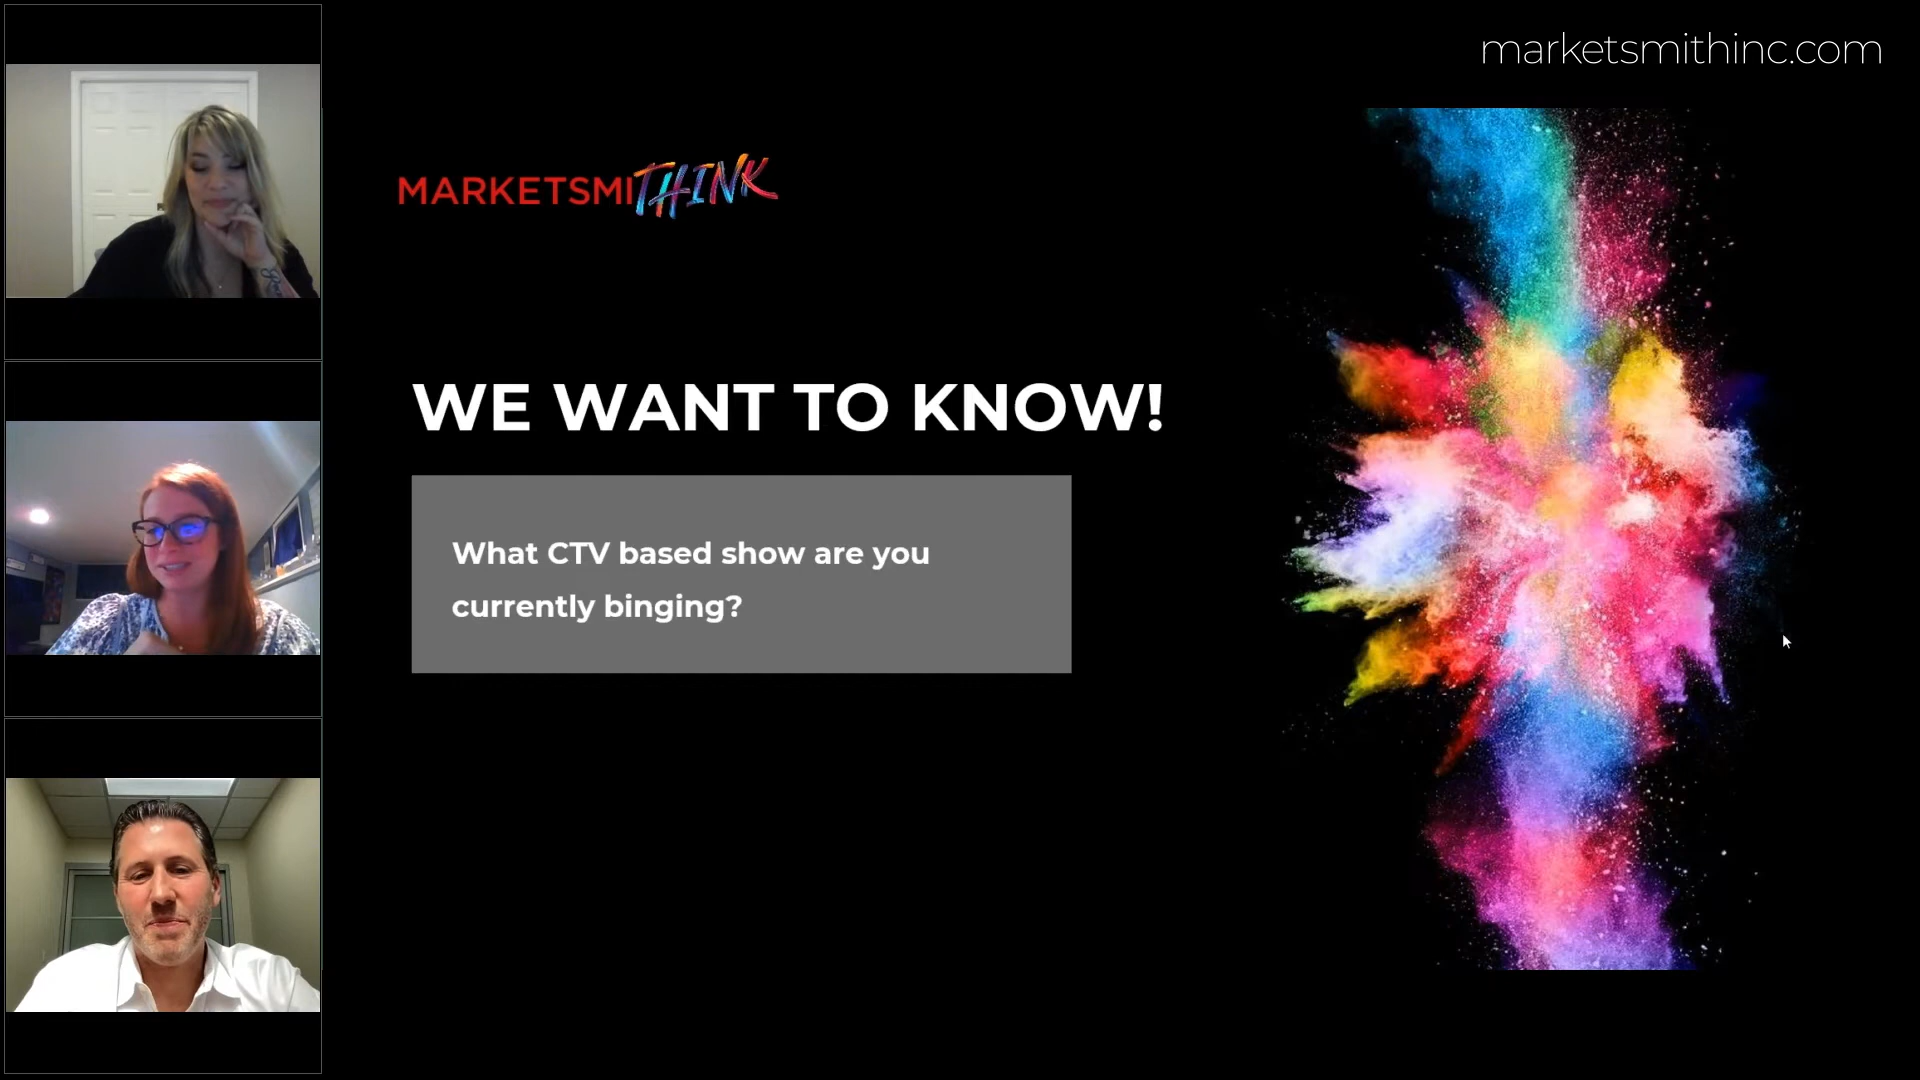 marketsmithinc.com
MARKETSMITHINK
WE WANT TO KNOW!
What CTV based show are you
currently binging?